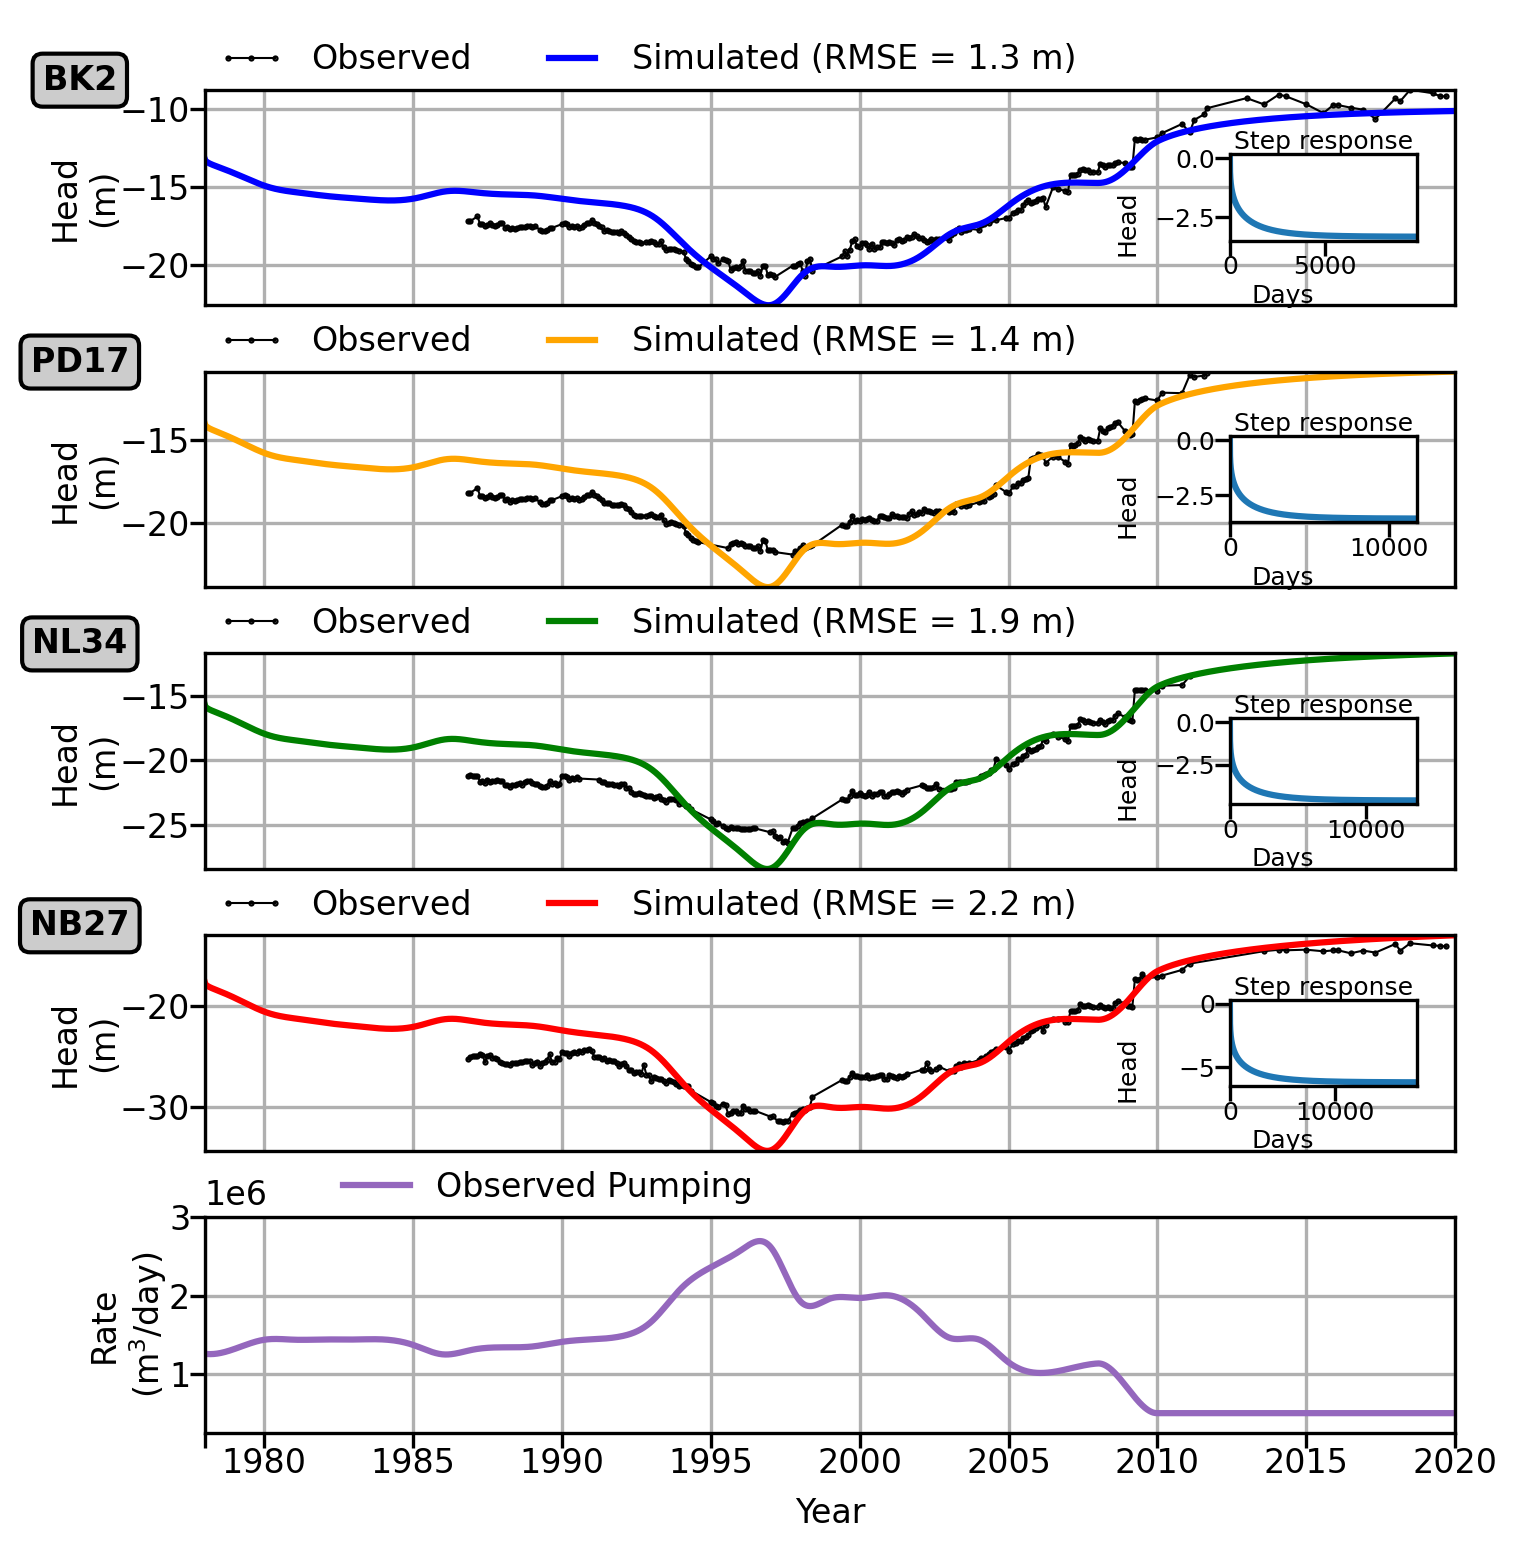 BK2
Observed
Simulated (RMSE = 1.3 m)
Head
(m)
−10
−15
−20
Step response
Head
0.0
−2.5
0
5000
Days
PD17
Observed
Simulated (RMSE = 1.4 m)
Head
(m)
−15
−20
Step response
Head
0.0
−2.5
0
10000
Days
NL34
Observed
Simulated (RMSE = 1.9 m)
Head
(m)
−15
−20
−25
Step response
Head
0.0
−2.5
0
10000
Days
NB27
Observed
Simulated (RMSE = 2.2 m)
Head
(m)
−20
−30
Step response
Head
0
−5
0
10000
Days
1e6
Observed Pumping
Rate
(m³/day)
3
2
1
1980 1985 1990 1995 2000 2005 2010 2015 2020
Year